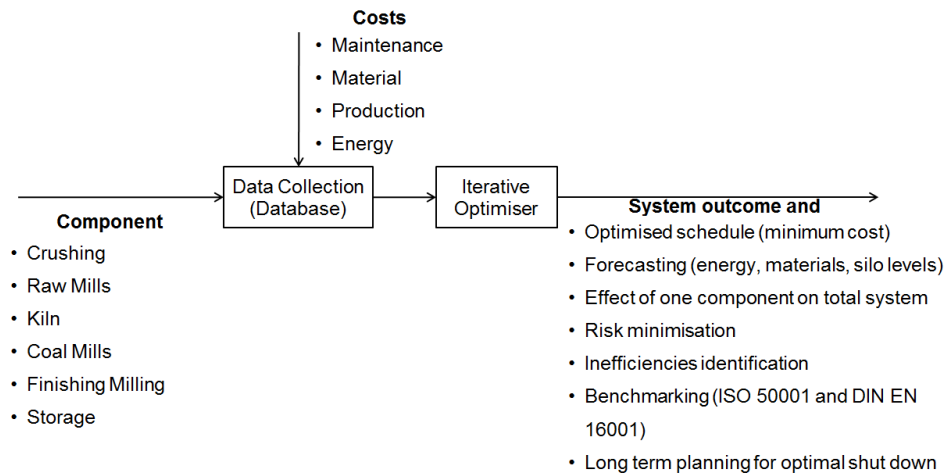 Costs
• Maintenance
• Material
• Production
• Energy
Data Collection
(Database)
Iterative
Optimiser
Component
• Crushing
• Raw Mills
• Kiln
• Coal Mills
• Finishing Milling
• Storage
System outcome and
• Optimised schedule (minimum cost)
• Forecasting (energy, materials, silo levels)
• Effect of one component on total system
• Risk minimisation
• Inefficiencies identification
• Benchmarking (ISO 50001 and DIN EN
16001)
• Long term planning for optimal shut down